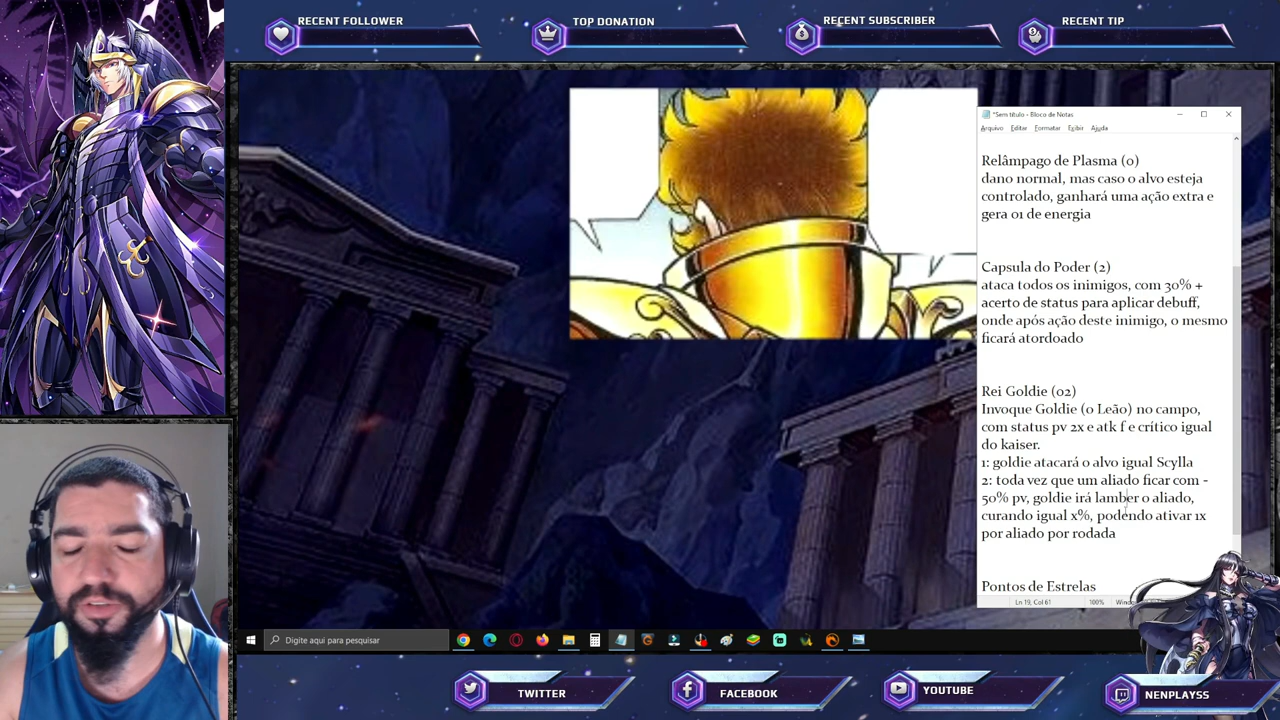 RECENT FOLLOWER
TOP DONATION
RECENT SUBSCRIBER
RECENT TIP
*Sem título - Bloco de Notas
Arquivo Editar Formatar Exibir Ajuda
Relâmpago de Plasma (0)
dano normal, mas caso o alvo esteja
controlado, ganhará uma ação extra e
gera 01 de energia
Capsula do Poder (2)
ataca todos os inimigos, com 30% +
acerto de status para aplicar debuff,
onde após ação deste inimigo, o mesmo
ficará atordoado
Rei Goldie (02)
Invoque Goldie (o Leão) no campo,
com status pv 2x e atk f e crítico igual
do kaiser.
1: goldie atacará o alvo igual Scylla
2: toda vez que um aliado ficar com -
50% pv, goldie irá lamber o aliado,
curando igual x%, podendo ativar 1x
por aliado por rodada
Pontos de Estrelas
Ln 19, Col 61
100%
Digite aqui para pesquisar
TWITTER
FACEBOOK
YOUTUBE
NENPLAYSS